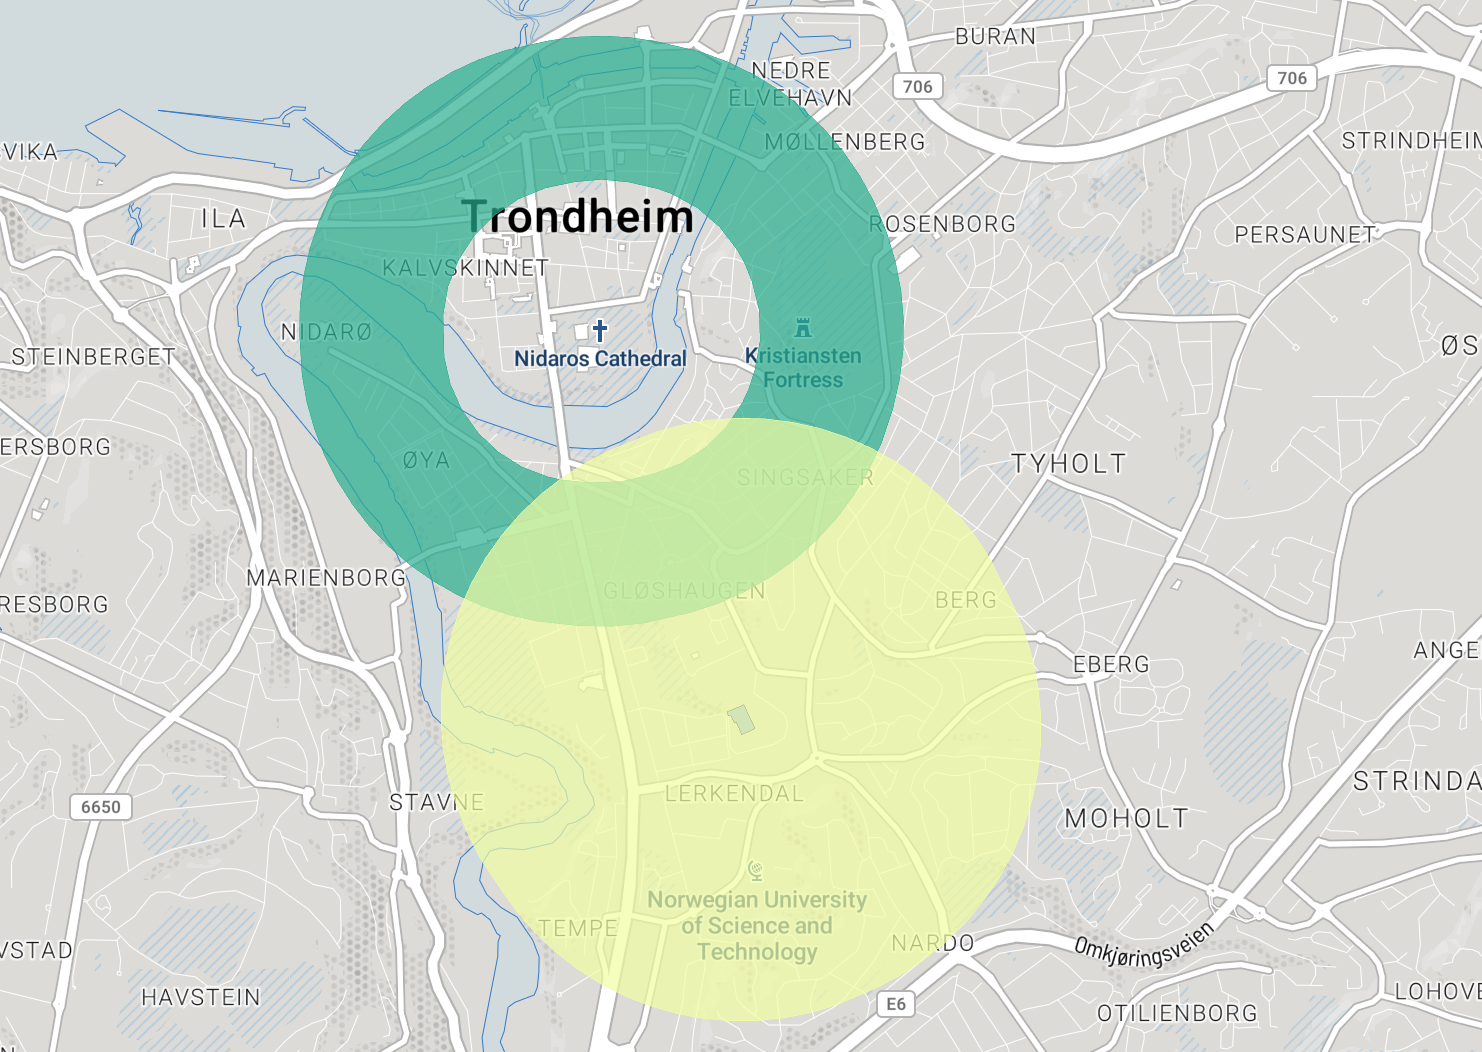 BURAN
NEDRE
ELVEHAVN
706
706
MØLLENBERG
STRINDHEIM
VIKA
ILA
Trondheim
ROSENBORG
PERSAUNET
KALVSKINNET
NIDARØ
STEINBERGET
Nidaros Cathedral
Kristiansten
Fortress
ØS
ERSBORG
ØYA
SINGSAKER
TYHOLT
MARIENBORG
RESBORG
GLØSHAUGEN
BERG
EBERG
ANGE
6650
STAVNE
LERKENDAL
MOHOLT
STRINDA
Norwegian University
of Science and
Technology
TEMPE
NARDO
Omkjøringsveien
VSTAD
HAVSTEIN
E6
OTILIENBORG
LOHOVE